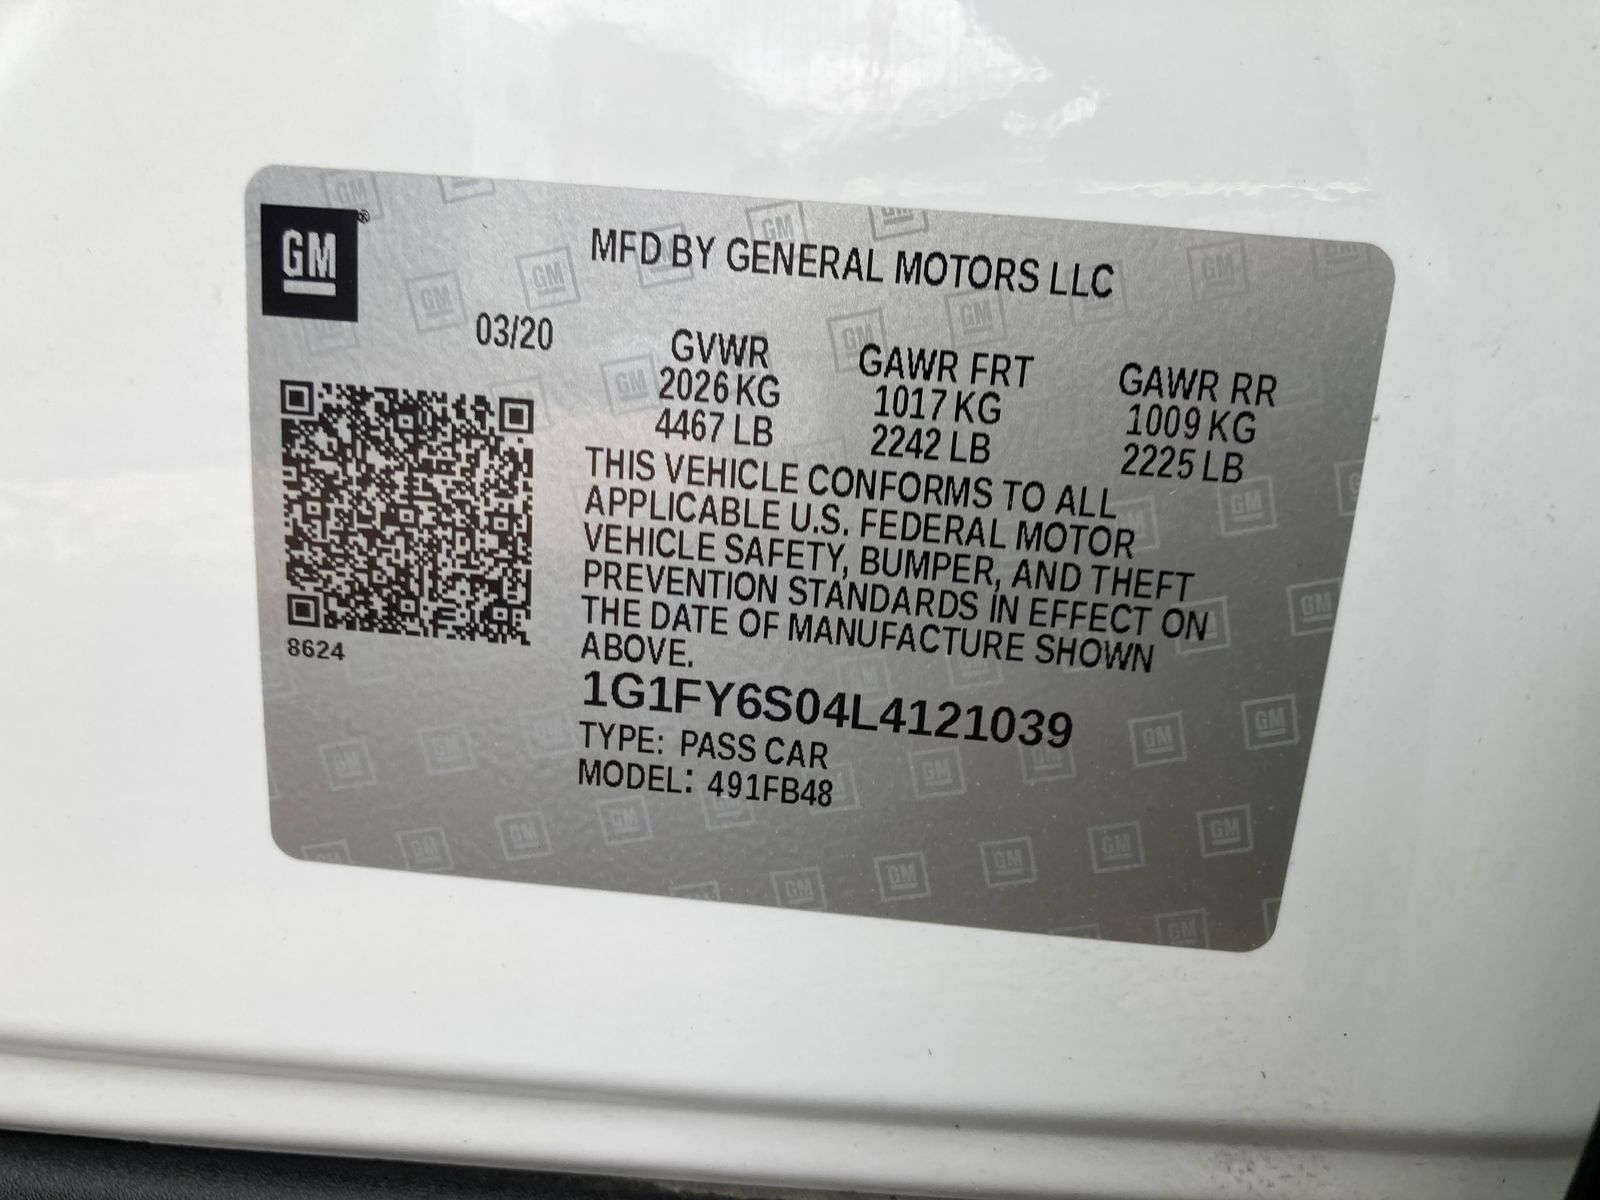 GM
®
MFD BY GENERAL MOTORS LLC
03/20
GVWR
2026 KG
4467 LB
GAWR FRT
1017 KG
2242 LB
GAWR RR
1009 KG
2225 LB
THIS VEHICLE CONFORMS TO ALL
APPLICABLE U.S. FEDERAL MOTOR
VEHICLE SAFETY, BUMPER, AND THEFT
PREVENTION STANDARDS IN EFFECT ON
THE DATE OF MANUFACTURE SHOWN
ABOVE.
8624
1G1FY6S04L4121039
TYPE: PASS CAR
MODEL: 491FB48